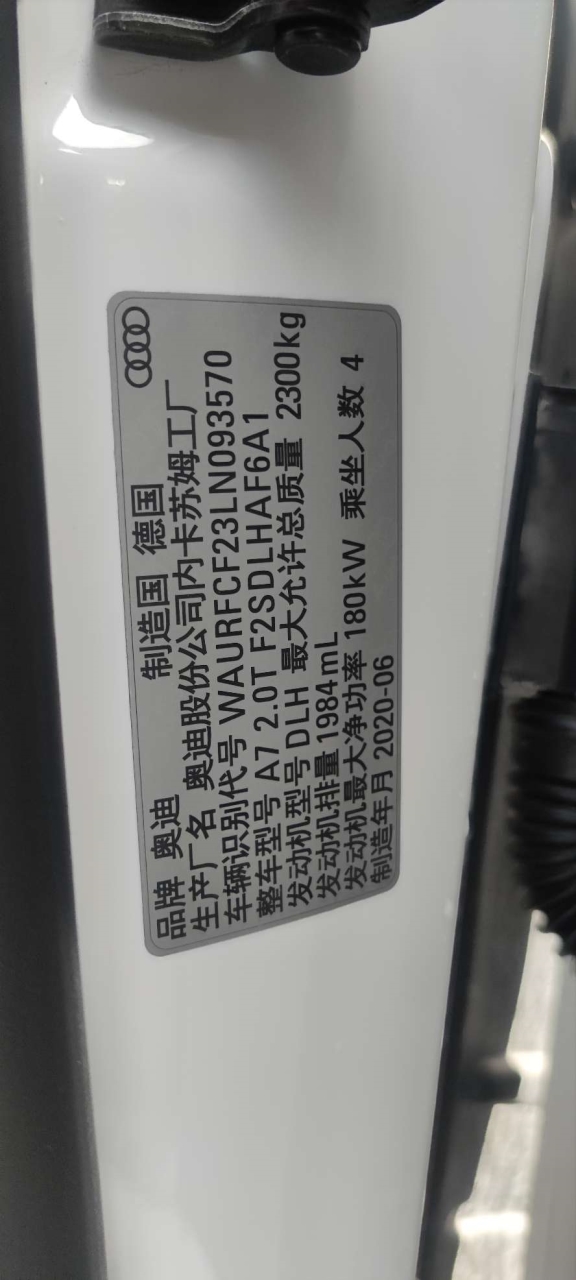 品牌 奥迪 制造国 德国
生产厂名 奥迪股份公司内卡苏姆工厂
车辆识别代号 WAURFCF23LN093570
整车型号 A7 2.0T F2SDLHAF6A1
发动机型号 DLH 最大允许总质量 2300kg
发动机排量 1984mL
发动机最大净功率 180kW 乘坐人数 4
制造年月 2020-06